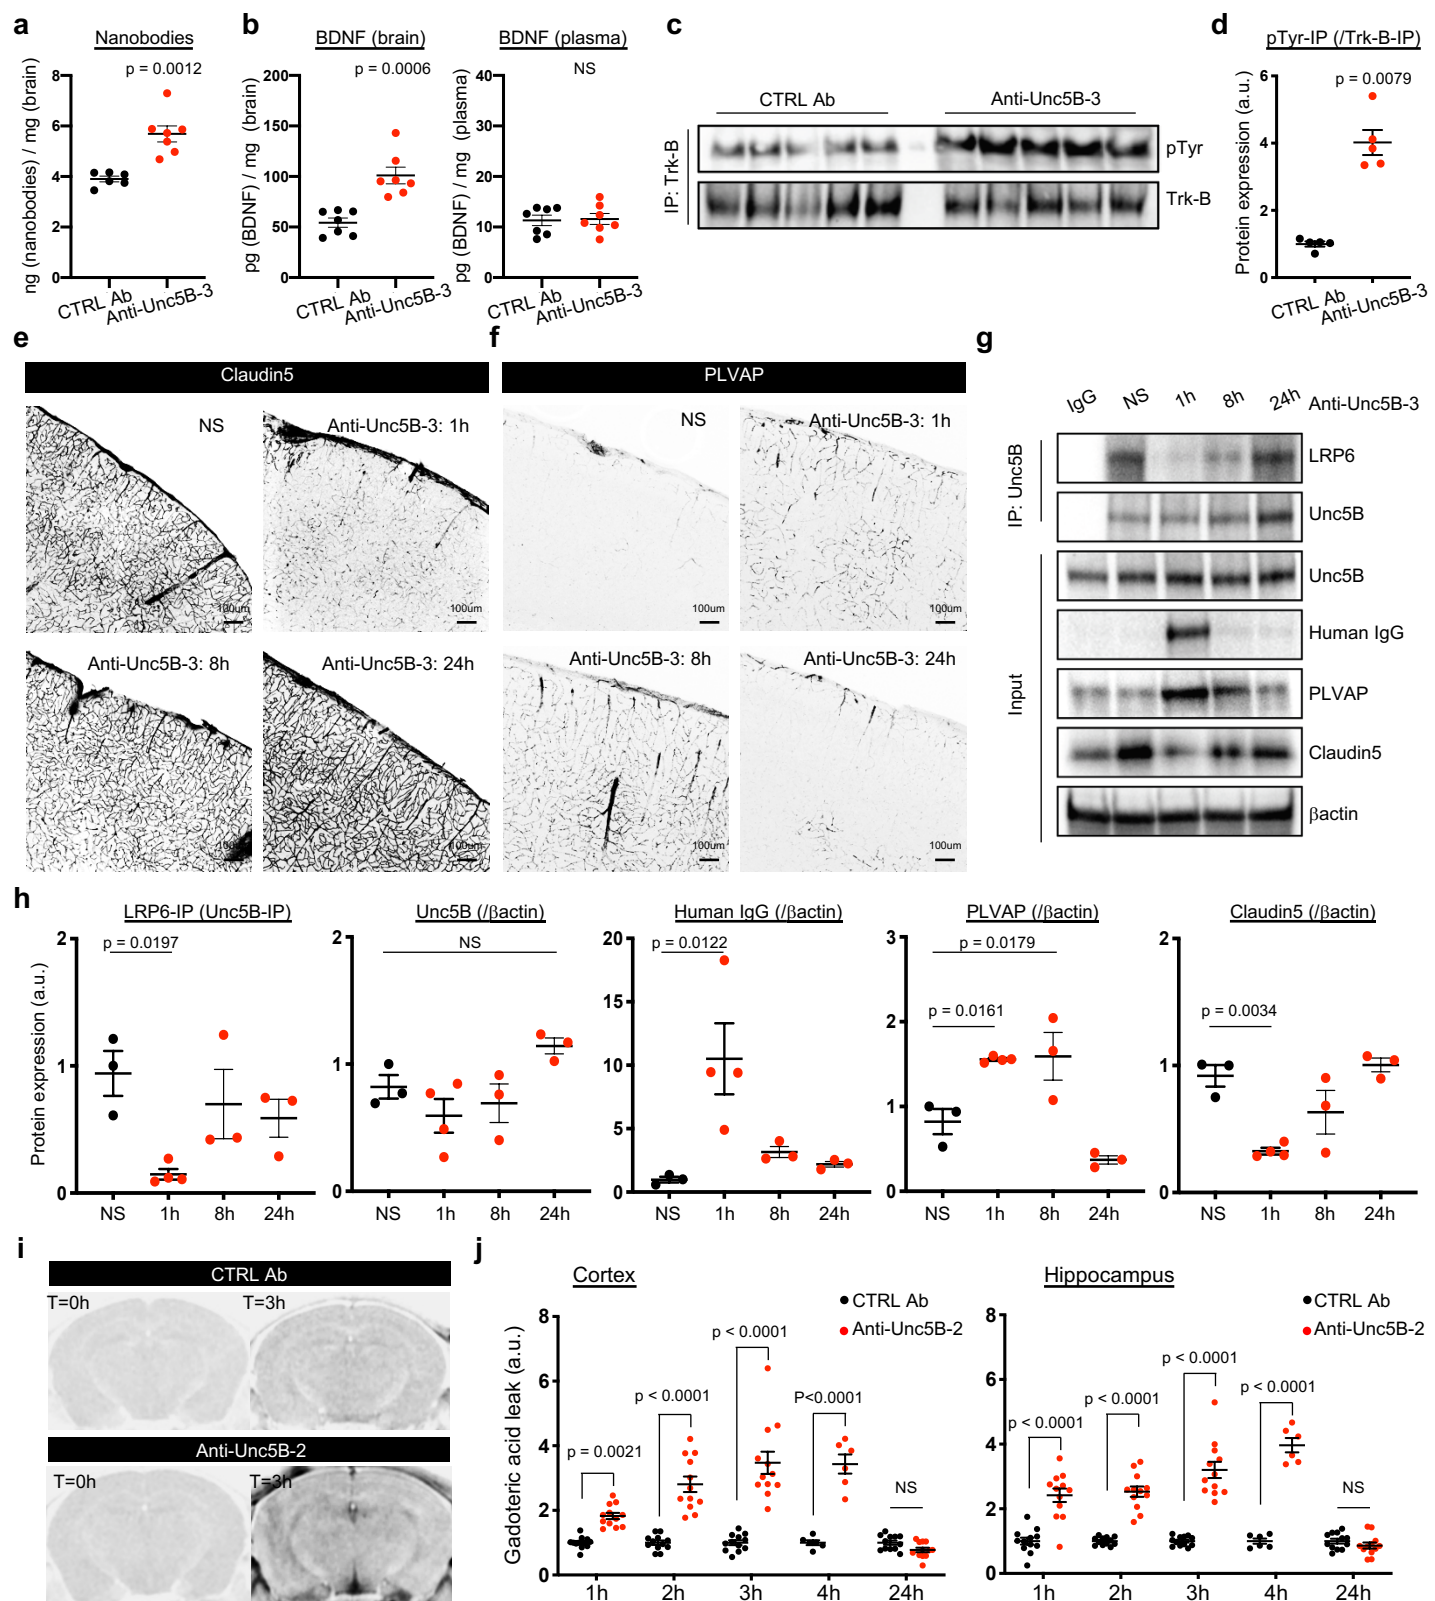 a
Nanobodies
p = 0.0012
ng (nanobodies) / mg (brain)
8
6
4
2
0
CTRL Ab
Anti-Unc5B-3
b
BDNF (brain)
p = 0.0006
pg (BDNF) / mg (brain)
200
150
100
50
0
CTRL Ab
Anti-Unc5B-3
BDNF (plasma)
NS
pg (BDNF) / mg (plasma)
40
30
20
10
0
CTRL Ab
Anti-Unc5B-3
c
CTRL Ab
Anti-Unc5B-3
IP: Trk-B
pTyr
Trk-B
d
pTyr-IP (/Trk-B-IP)
p = 0.0079
Protein expression (a.u.)
6
4
2
0
CTRL Ab
Anti-Unc5B-3
e
Claudin5
NS
100um
Anti-Unc5B-3: 1h
100um
Anti-Unc5B-3: 8h
100um
Anti-Unc5B-3: 24h
100um
f
PLVAP
NS
100um
Anti-Unc5B-3: 1h
100um
Anti-Unc5B-3: 8h
100um
Anti-Unc5B-3: 24h
100um
g
IgG NS 1h 8h 24h Anti-Unc5B-3
IP: Unc5B
LRP6
Unc5B
Input
Unc5B
Human IgG
PLVAP
Claudin5
βactin
h
LRP6-IP (Unc5B-IP)
p = 0.0197
Protein expression (a.u.)
2
1
0
NS 1h 8h 24h
Unc5B (/βactin)
NS
2
1
0
NS 1h 8h 24h
Human IgG (/βactin)
p = 0.0122
20
15
10
5
0
NS 1h 8h 24h
PLVAP (/βactin)
p = 0.0179
p = 0.0161
3
2
1
0
NS 1h 8h 24h
Claudin5 (/βactin)
p = 0.0034
2
1
0
NS 1h 8h 24h
i
CTRL Ab
T=0h
T=3h
Anti-Unc5B-2
T=0h
T=3h
j
Cortex
CTRL Ab
Anti-Unc5B-2
Gadoteric acid leak (a.u.)
8
6
4
2
0
p = 0.0021
p < 0.0001
p < 0.0001
P<0.0001
NS
1h 2h 3h 4h 24h
Hippocampus
CTRL Ab
Anti-Unc5B-2
8
6
4
2
0
p < 0.0001
p < 0.0001
p < 0.0001
p < 0.0001
NS
1h 2h 3h 4h 24h